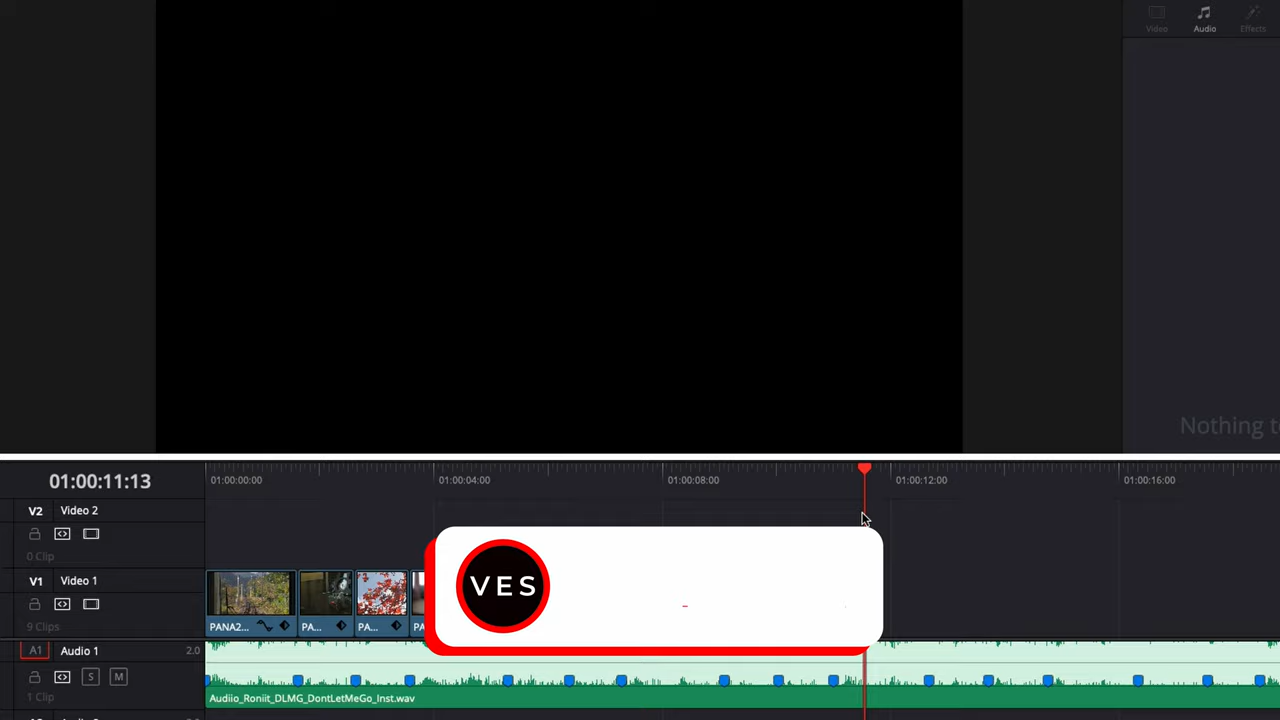 Video Audio Effects
Nothing t
01:00:11:13
01:00:00:00 01:00:04:00 01:00:08:00 01:00:12:00 01:00:16:00
V2 Video 2
0 Clip
V1 Video 1
9 Clips
VES
PANA2... PA... PA... PA
A1 Audio 1 2.0
S M
1 Clip
Audiio_Roniit_DLMG_DontLetMeGo_Inst.wav